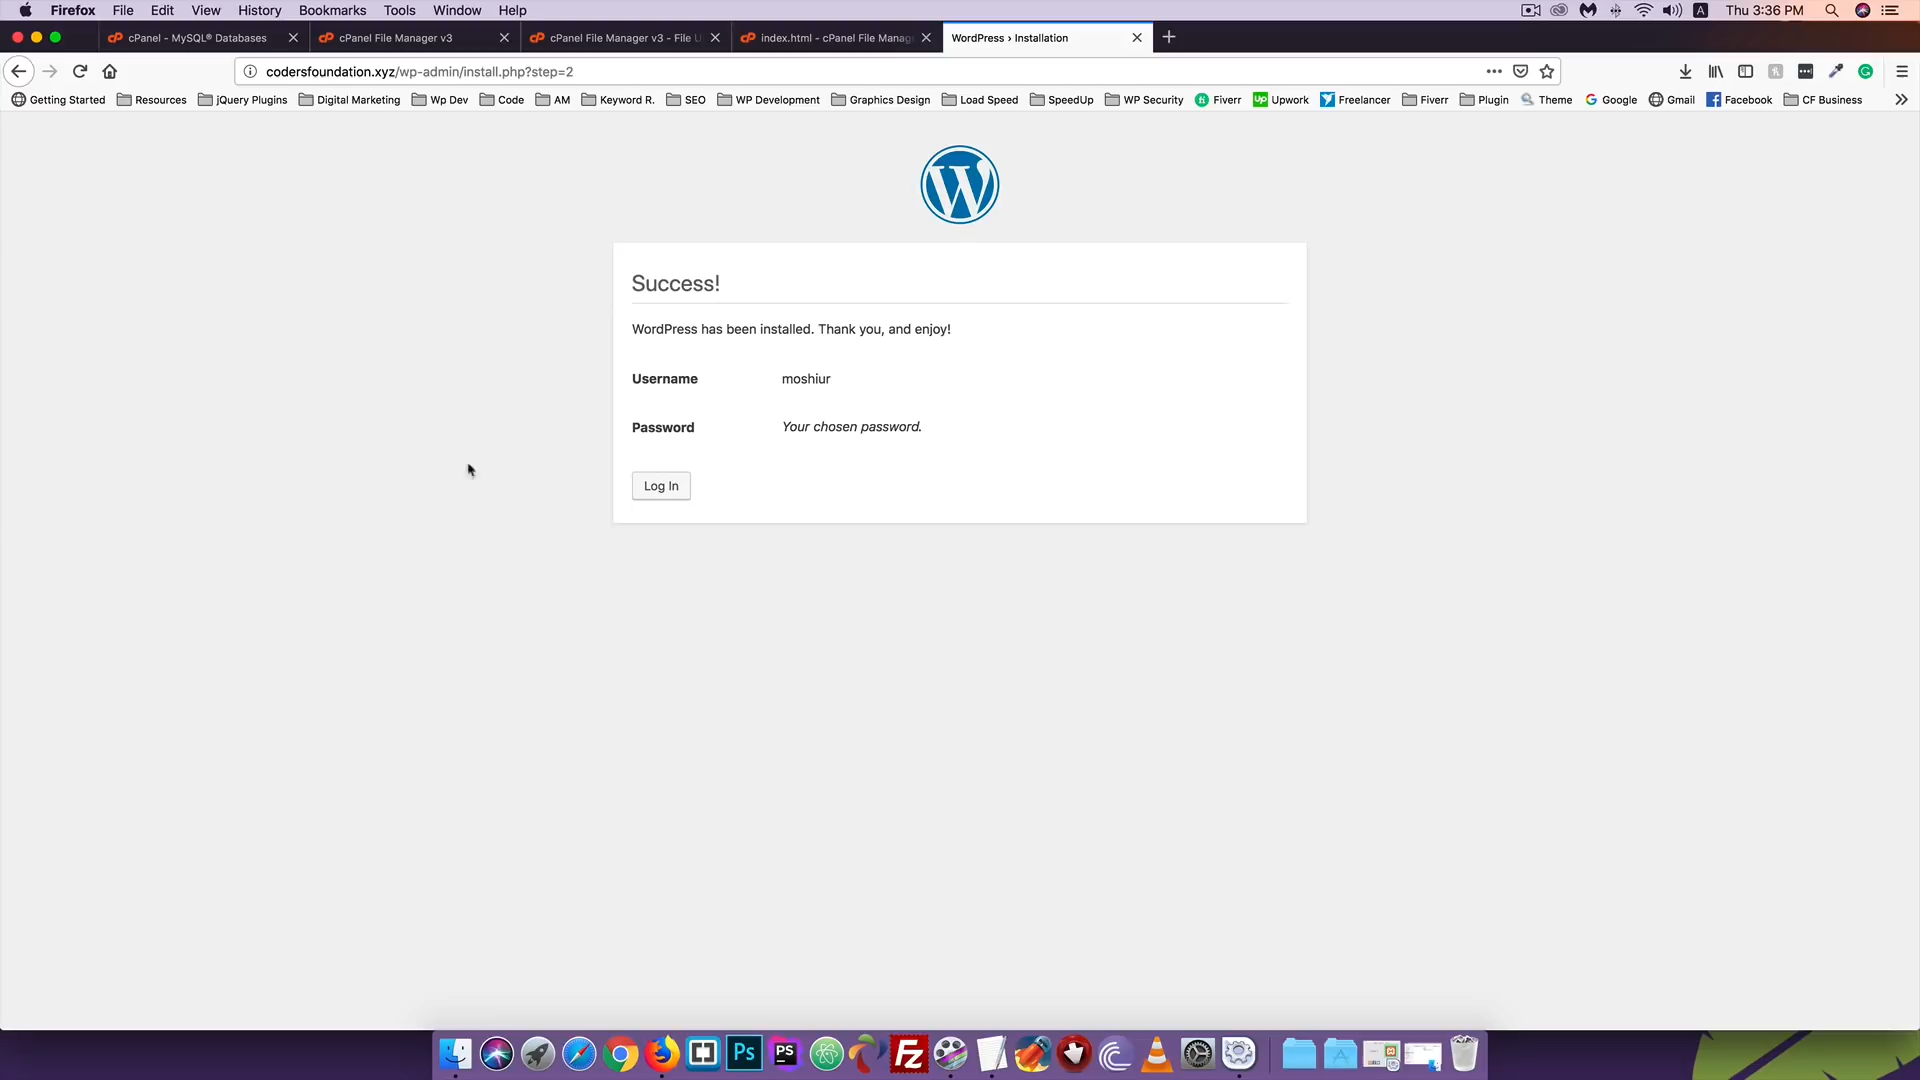 Firefox File Edit View History Bookmarks Tools Window Help Thu 3:36 PM
cPanel - MySQL® Databases cPanel File Manager v3 cPanel File Manager v3 - File U index.html - cPanel File Manag WordPress › Installation
codersfoundation.xyz/wp-admin/install.php?step=2
Getting Started Resources jQuery Plugins Digital Marketing Wp Dev Code AM Keyword R. SEO WP Development Graphics Design Load Speed SpeedUp WP Security Fiverr Upwork Freelancer Fiverr Plugin Theme Google Gmail Facebook CF Business
Success!
WordPress has been installed. Thank you, and enjoy!
Username moshiur
Password Your chosen password.
Log In